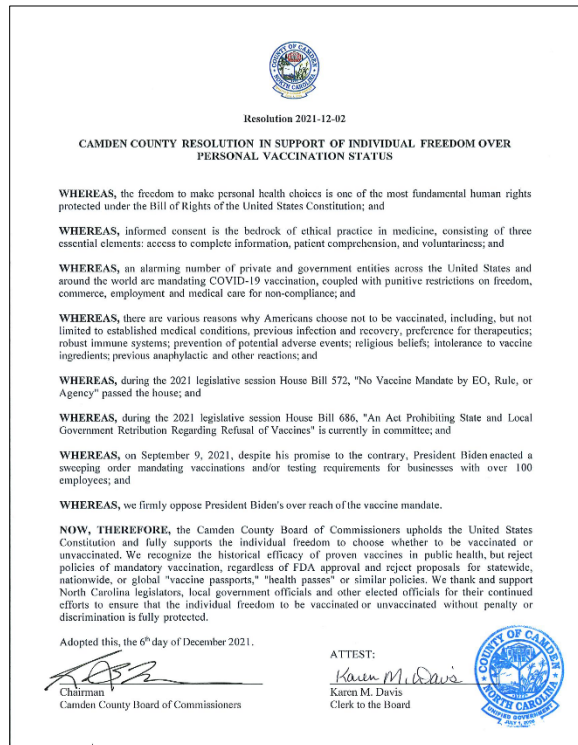 COUNTY OF CAMDEN
NORTH CAROLINA
Resolution 2021-12-02
CAMDEN COUNTY RESOLUTION IN SUPPORT OF INDIVIDUAL FREEDOM OVER
PERSONAL VACCINATION STATUS
WHEREAS, the freedom to make personal health choices is one of the most fundamental human rights
protected under the Bill of Rights of the United States Constitution; and
WHEREAS, informed consent is the bedrock of ethical practice in medicine, consisting of three
essential elements: access to complete information, patient comprehension, and voluntariness; and
WHEREAS, an alarming number of private and government entities across the United States and
around the world are mandating COVID-19 vaccination, coupled with punitive restrictions on freedom,
commerce, employment and medical care for non-compliance; and
WHEREAS, there are various reasons why Americans choose not to be vaccinated, including, but not
limited to established medical conditions, previous infection and recovery, preference for therapeutics;
robust immune systems; prevention of potential adverse events; religious beliefs; intolerance to vaccine
ingredients; previous anaphylactic and other reactions; and
WHEREAS, during the 2021 legislative session House Bill 572, "No Vaccine Mandate by EO, Rule, or
Agency" passed the house; and
WHEREAS, during the 2021 legislative session House Bill 686, "An Act Prohibiting State and Local
Government Retribution Regarding Refusal of Vaccines" is currently in committee; and
WHEREAS, on September 9, 2021, despite his promise to the contrary, President Biden enacted a
sweeping order mandating vaccinations and/or testing requirements for businesses with over 100
employees; and
WHEREAS, we firmly oppose President Biden's over reach of the vaccine mandate.
NOW, THEREFORE, the Camden County Board of Commissioners upholds the United States
Constitution and fully supports the individual freedom to choose whether to be vaccinated or
unvaccinated. We recognize the historical efficacy of proven vaccines in public health, but reject
policies of mandatory vaccination, regardless of FDA approval and reject proposals for statewide,
nationwide, or global "vaccine passports," "health passes" or similar policies. We thank and support
North Carolina legislators, local government officials and other elected officials for their continued
efforts to ensure that the individual freedom to be vaccinated or unvaccinated without penalty or
discrimination is fully protected.
Adopted this, the 6th day of December 2021.
ATTEST:
Karen M. Davis
Chairman
Camden County Board of Commissioners
Karen M. Davis
Clerk to the Board
COUNTY OF CAMDEN
NORTH CAROLINA
UNIFIED GOVERNMENT